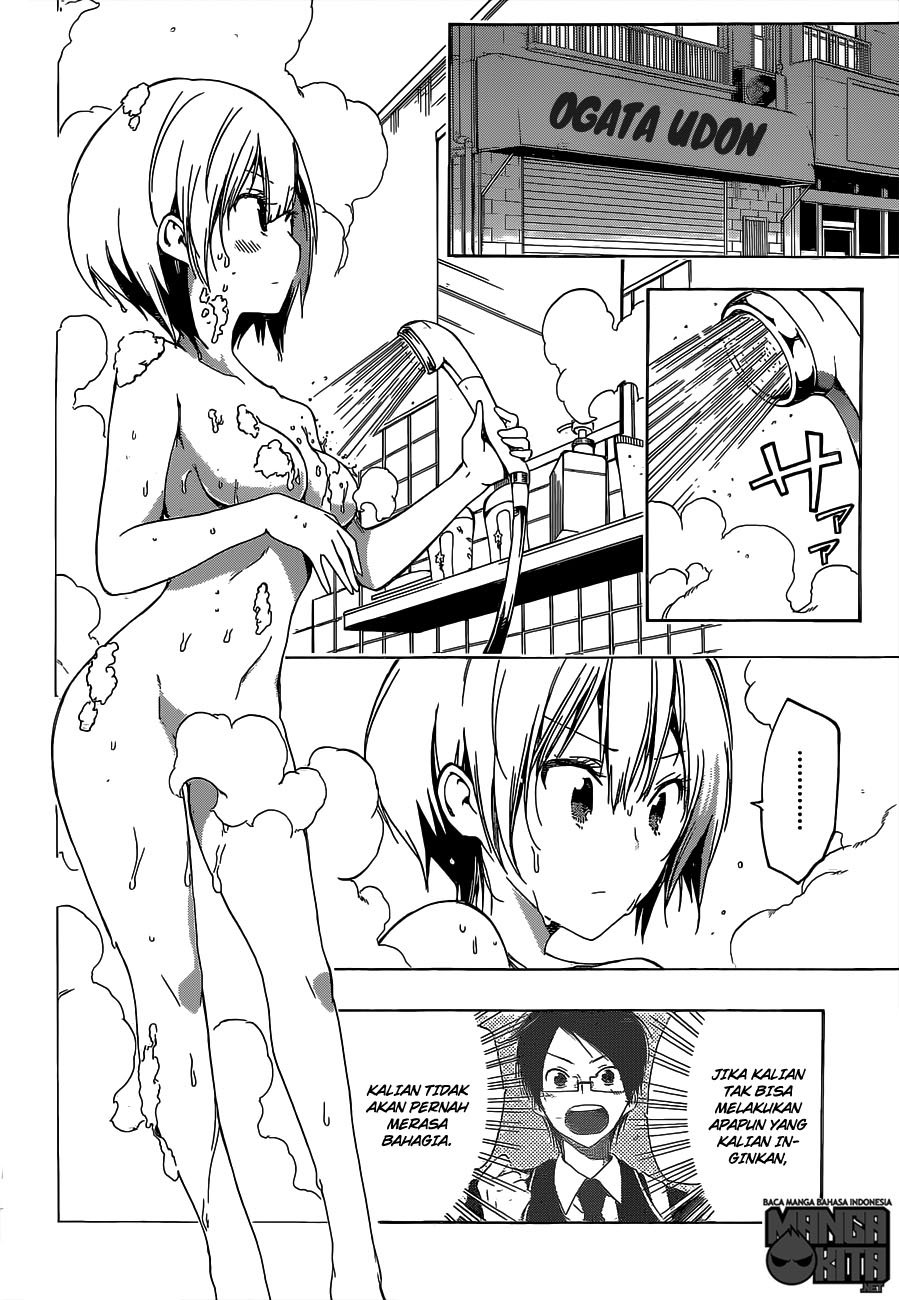 OGATA UDON
ザァァ
.........
JIKA KALIAN
TAK BISA
MELAKUKAN
APAPUN YANG
KALIAN IN-
GINKAN,
KALIAN TIDAK
AKAN PERNAH
MERASA
BAHAGIA.
BACA MANGA BAHASA INDONESIA
MANGA
KITA
.NET